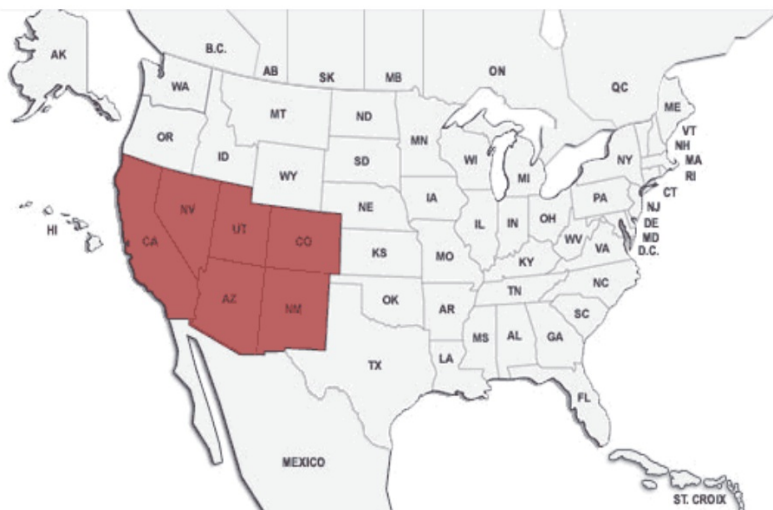 AK
B.C.
AB
SK
MB
ON
QC
WA
MT
ND
MN
ME
VT
NH
MA
RI
CT
OR
ID
WY
SD
WI
MI
NY
PA
NJ
DE
MD
D.C.
HI
NV
UT
CO
NE
IA
IL
IN
OH
WV
VA
CA
KS
MO
KY
NC
AZ
NM
OK
AR
TN
SC
MS
AL
GA
TX
LA
FL
MEXICO
ST. CROIX